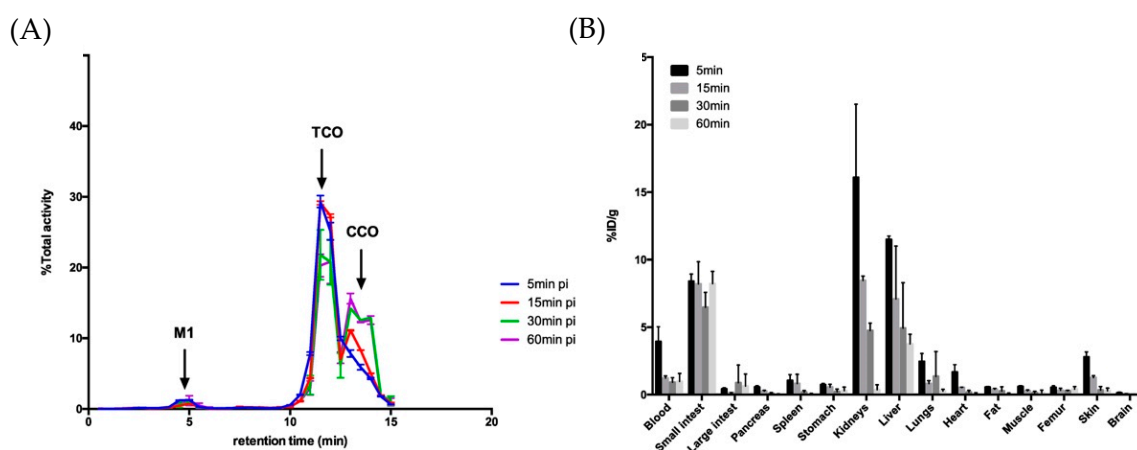 (A)
(B)
50
40
30
20
10
0
%Total activity
TCO
CCO
M1
5min pi
15min pi
30min pi
60min pi
0
5
10
15
20
retention time (min)
5
20
15
10
5
0
%ID/g
5min
15min
30min
60min
Blood
Small intest
Large intest
Pancreas
Spleen
Stomach
Kidneys
Liver
Lungs
Heart
Fat
Muscle
Femur
Skin
Brain